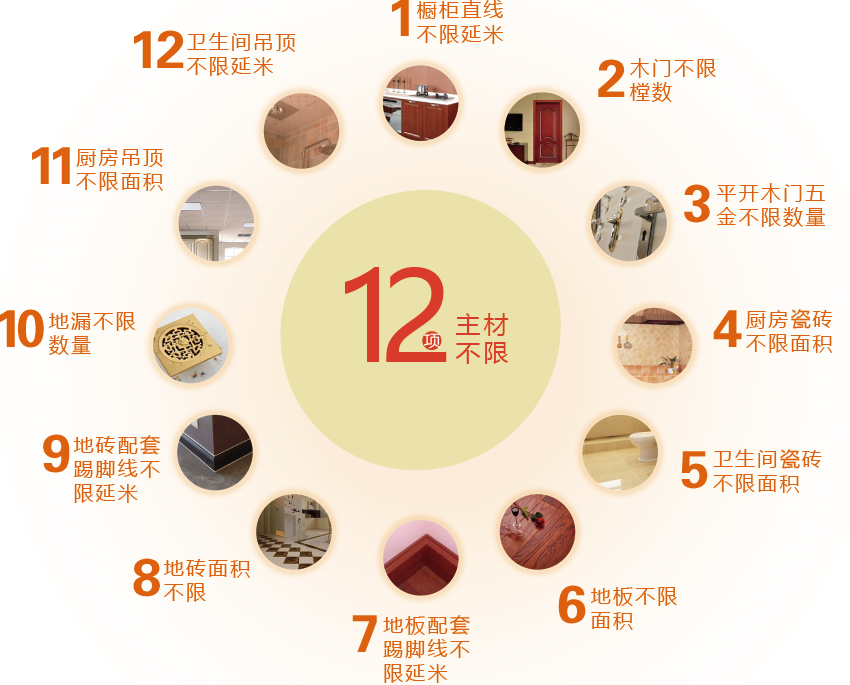 1 橱柜直线
不限延米
2 木门不限
樘数
3 平开木门五
金不限数量
4 厨房瓷砖
不限面积
5 卫生间瓷砖
不限面积
6 地板不限
面积
7 地板配套
踢脚线不
限延米
8 地砖面积
不限
9 地砖配套
踢脚线不
限延米
10 地漏不限
数量
11 厨房吊顶
不限面积
12 卫生间吊顶
不限延米
12项 主材
不限